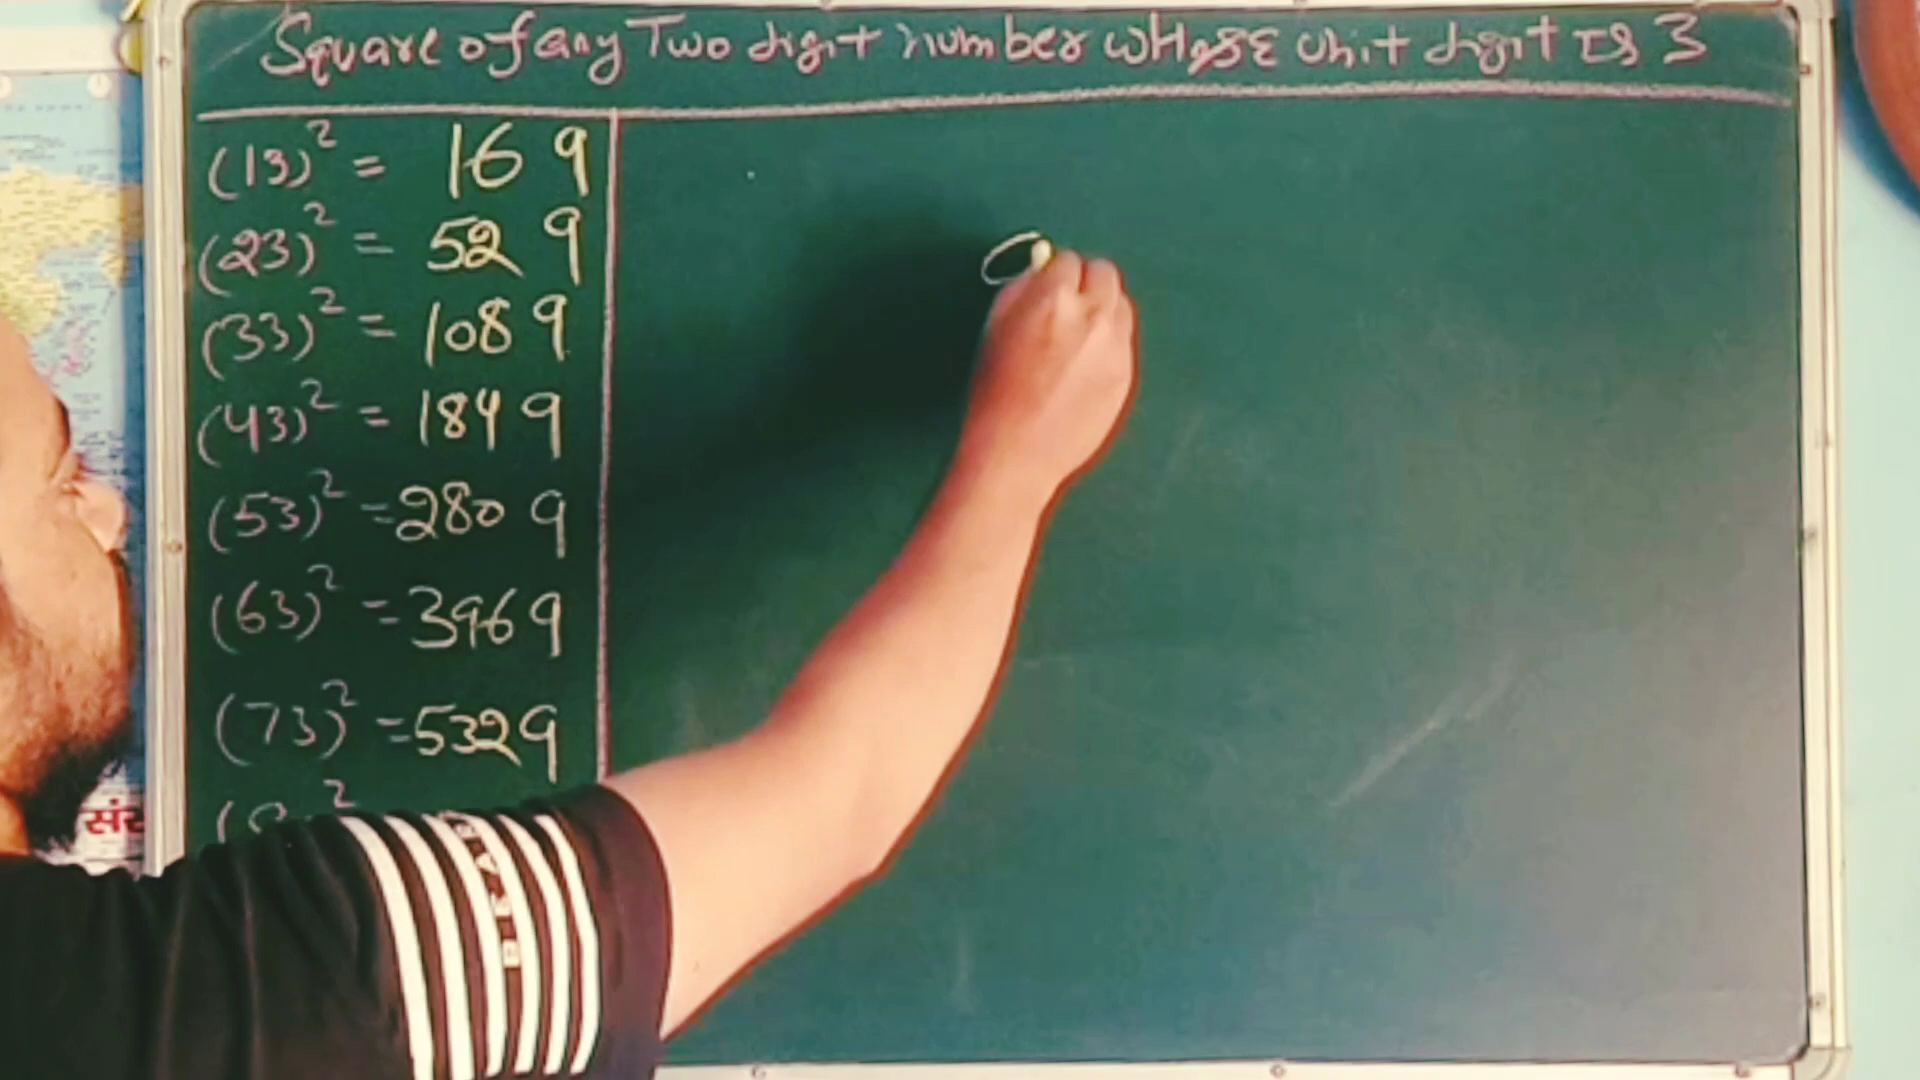 Square of any Two digit number wHoSE unit digit IS 3
(13)² = 169
(23)² = 529
(33)² = 1089
(43)² = 1849
(53)² = 2809
(63)² = 3969
(73)² = 5329